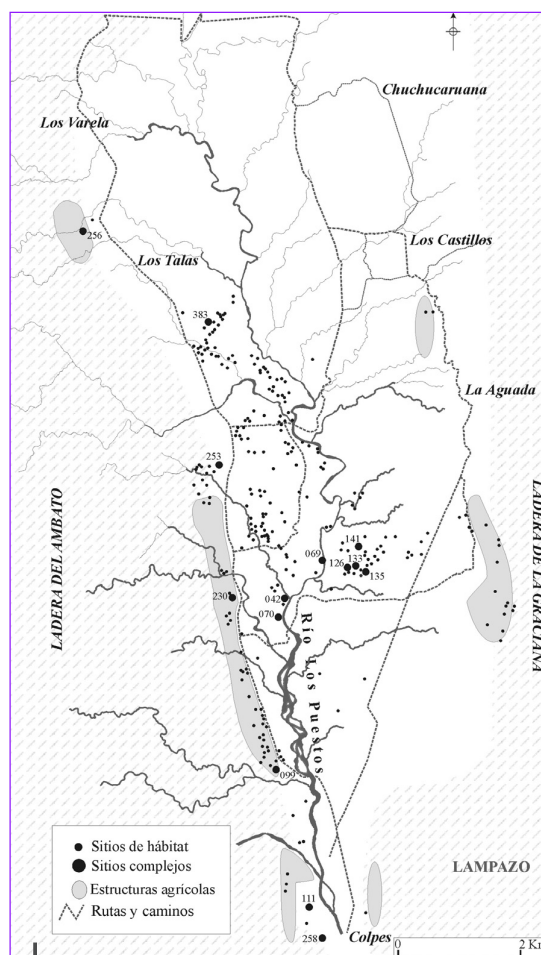 Chuchucaruana
Los Varela
256
Los Castillos
Los Talas
383
La Aguada
253
LADERA DEL AMBATO
LADERA DE LA GRACIANA
141
069
133
126
135
230
042
070
Río Los Puestos
099
Sitios de hábitat
Sitios complejos
Estructuras agrícolas
Rutas y caminos
LAMPAZO
111
258
Colpes
0
2 Km